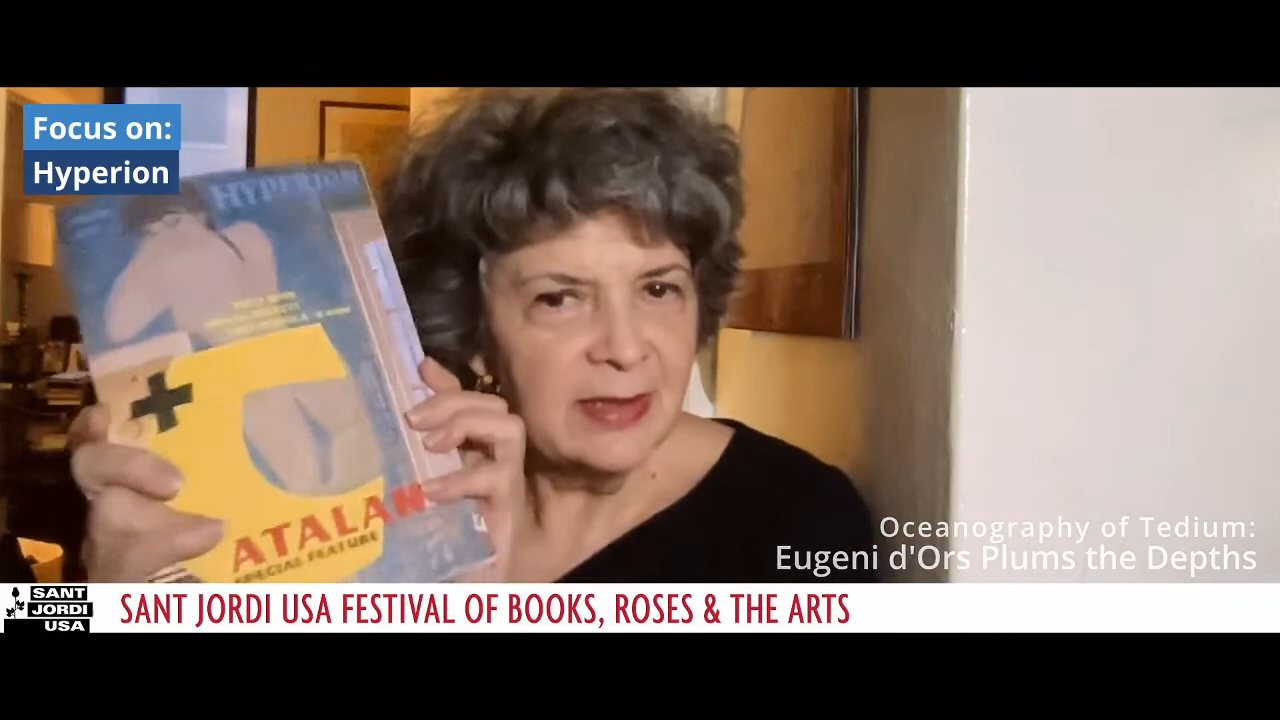 Focus on:
Hyperion
HYPERION
ATALAN
SPECIAL FEATURE
Oceanography of Tedium:
Eugeni d'Ors Plums the Depths
SANT
JORDI
USA
SANT JORDI USA FESTIVAL OF BOOKS, ROSES & THE ARTS